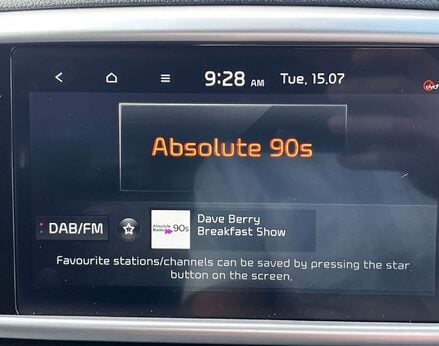 9:28 AM Tue, 15.07
Absolute 90s
DAB/FM
Absolute Radio 90s
Dave Berry
Breakfast Show
Favourite stations/channels can be saved by pressing the star
button on the screen.